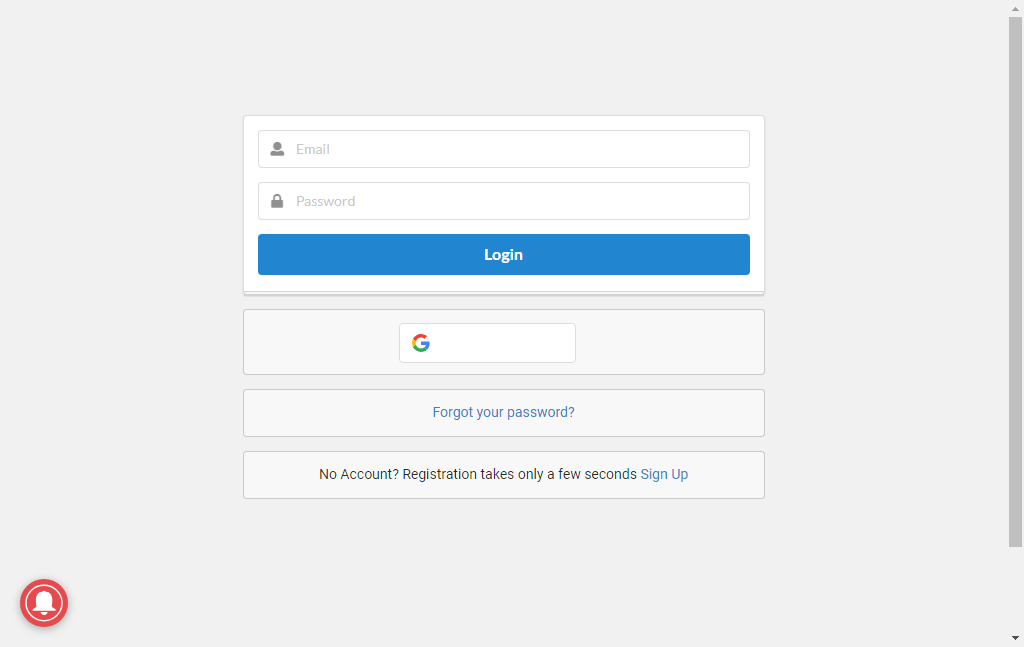 Email
Password
Login
Forgot your password?
No Account? Registration takes only a few seconds Sign Up